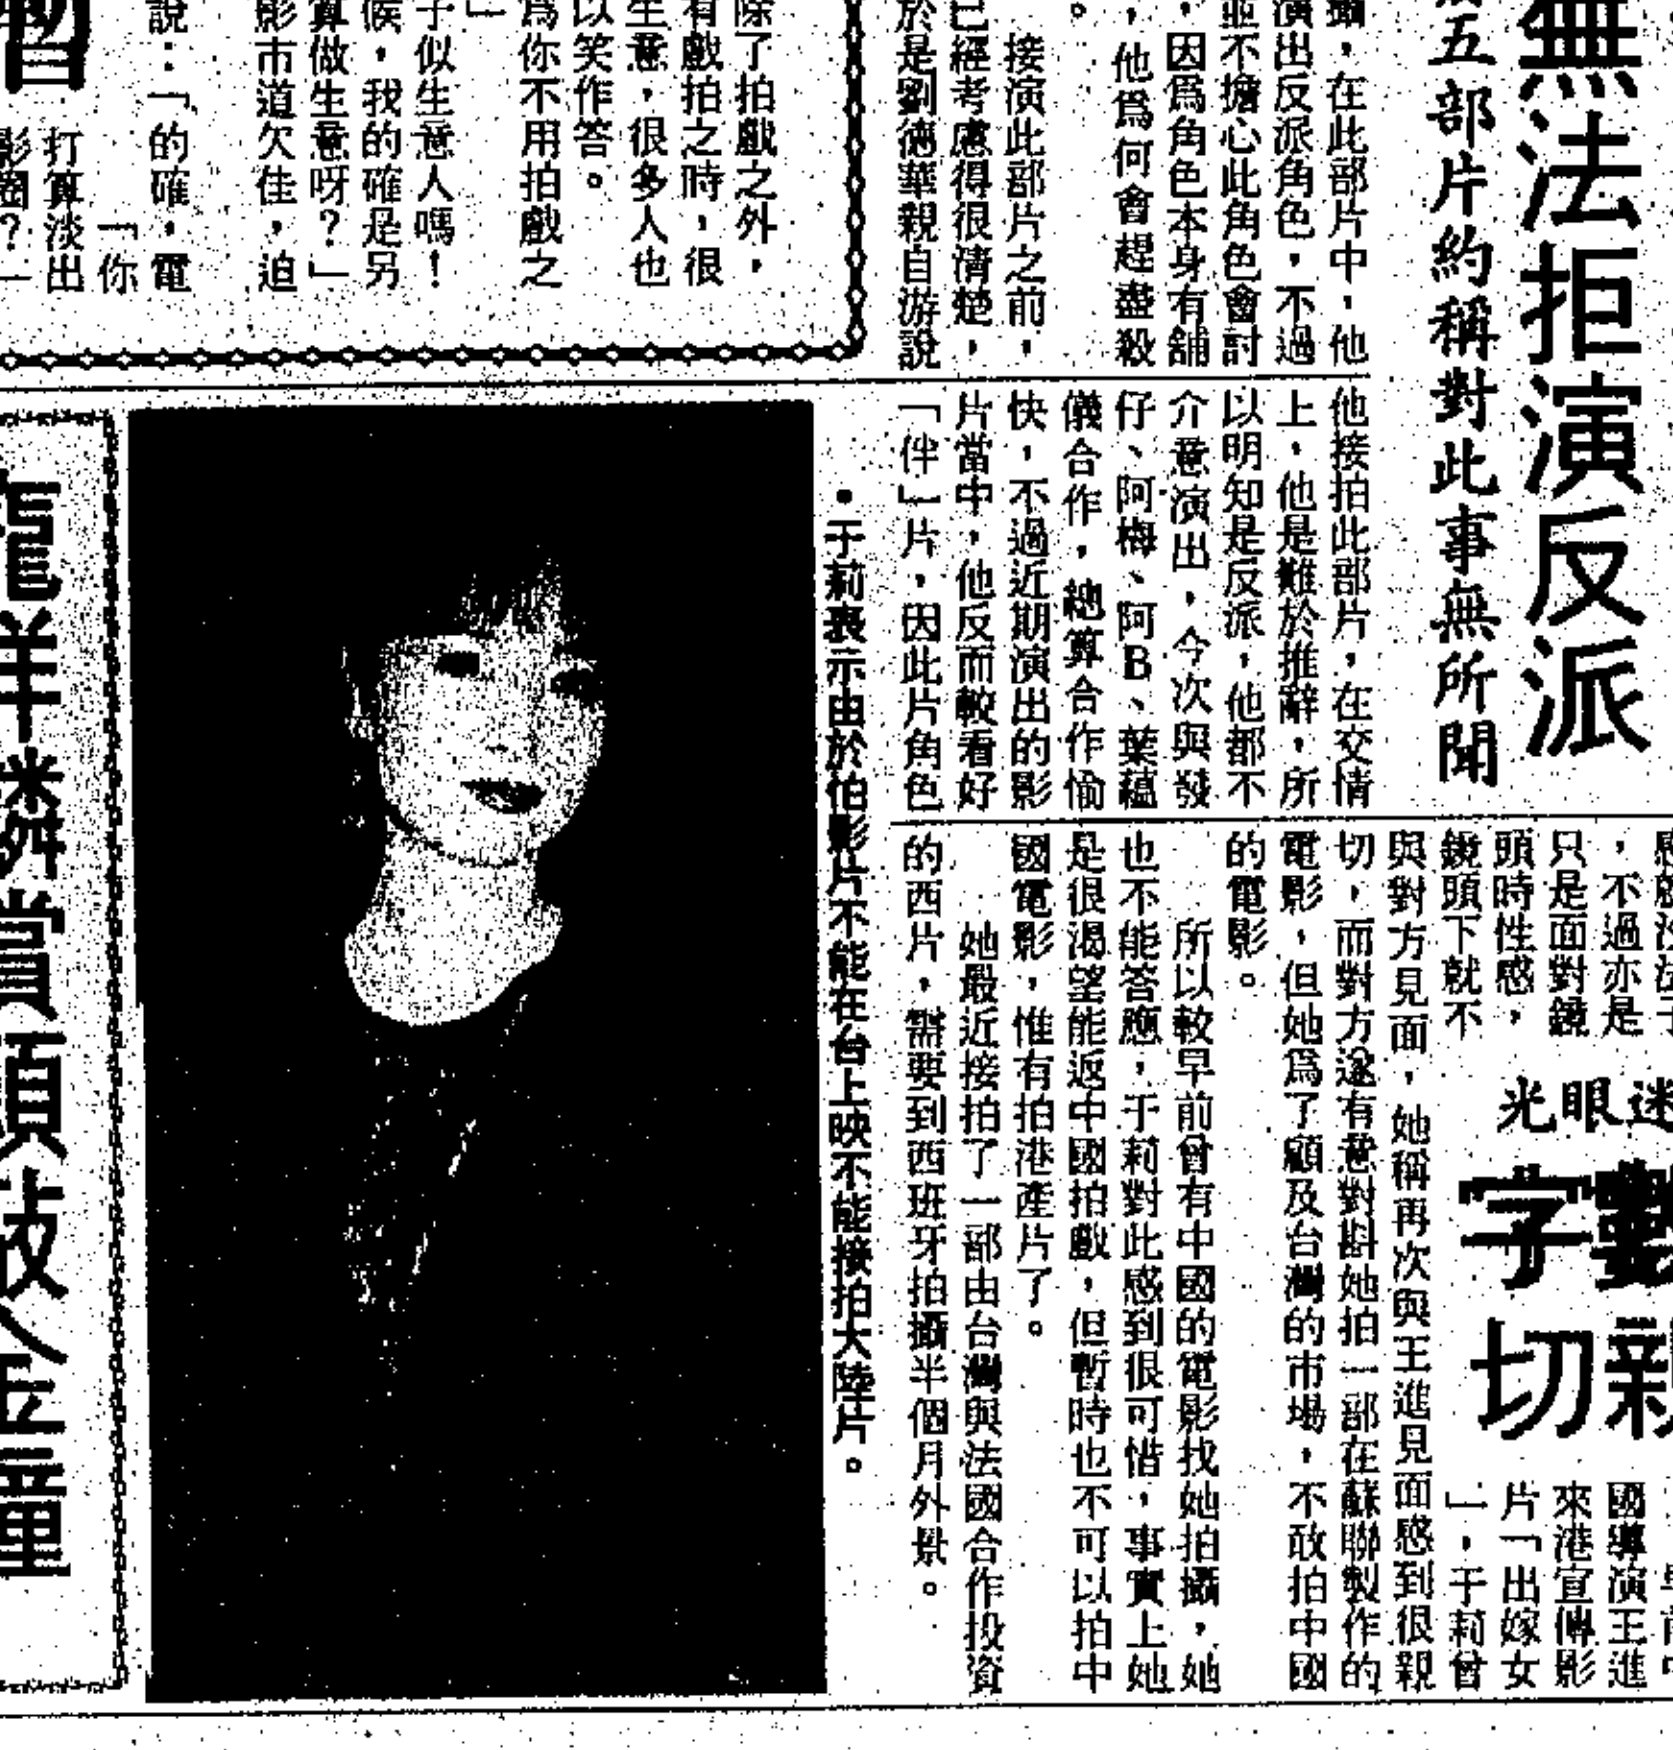 無法拒演反派
五部片約稱對此事無所聞
攝,在此部片中,他
演出反派角色,不過
並不擔心此角色會討
,因爲角色本身有舖
,他爲何會趕盡殺
。
接演此部片之前,
已經考慮得很清楚,
於是劉德華親自游說
他接拍此部片,在交情
上,他是難於推辭,所
以明知是反派,他都不
介意演出,今次與發
仔、阿梅、阿B、葉蘊
儀合作,總算合作愉
快,不過近期演出的影
片當中,他反而較看好
「伴」片,因此片角色
除了拍戲之外,
有戲拍之時,很
生意,很多人也
以笑作答。
爲你不用拍戲之
」
子似生意人嗎!
候,我的確是另
算做生意呀?」
影市道欠佳,迫
說:「的確,電
「你
打算淡出
影圈?
迷眼光
數字
親切
,不過亦是
只是面對鏡
頭時性感,
鏡頭下就不
國導演王進
來港宣傳影
片「出嫁女
」,于莉曾
與對方見面,她稱再次與王進見面感到很親
切,而對方遂有意對斟她拍一部在蘇聯製作的
電影,但她爲了顧及台灣的市場,不敢拍中國
的電影。
所以較早前曾有中國的電影找她拍攝,她
也不能答應,于莉對此感到很可惜,事實上她
是很渴望能返中國拍戲,但暫時也不可以拍中
國電影,惟有拍港產片了。
她最近接拍了一部由台灣與法國合作投資
的西片,需要到西班牙拍攝半個月外景。
•于莉表示由於怕影片不能在台上映不能接拍大陸片。